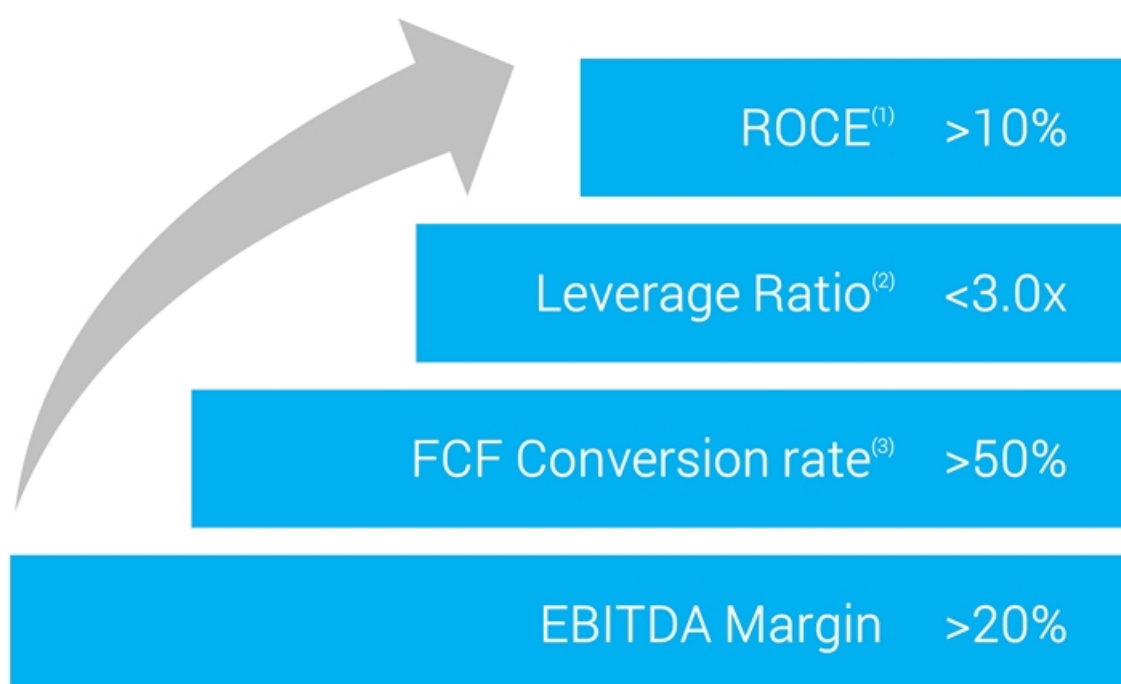 ROCE(1) >10%
Leverage Ratio(2) <3.0x
FCF Conversion rate(3) >50%
EBITDA Margin >20%